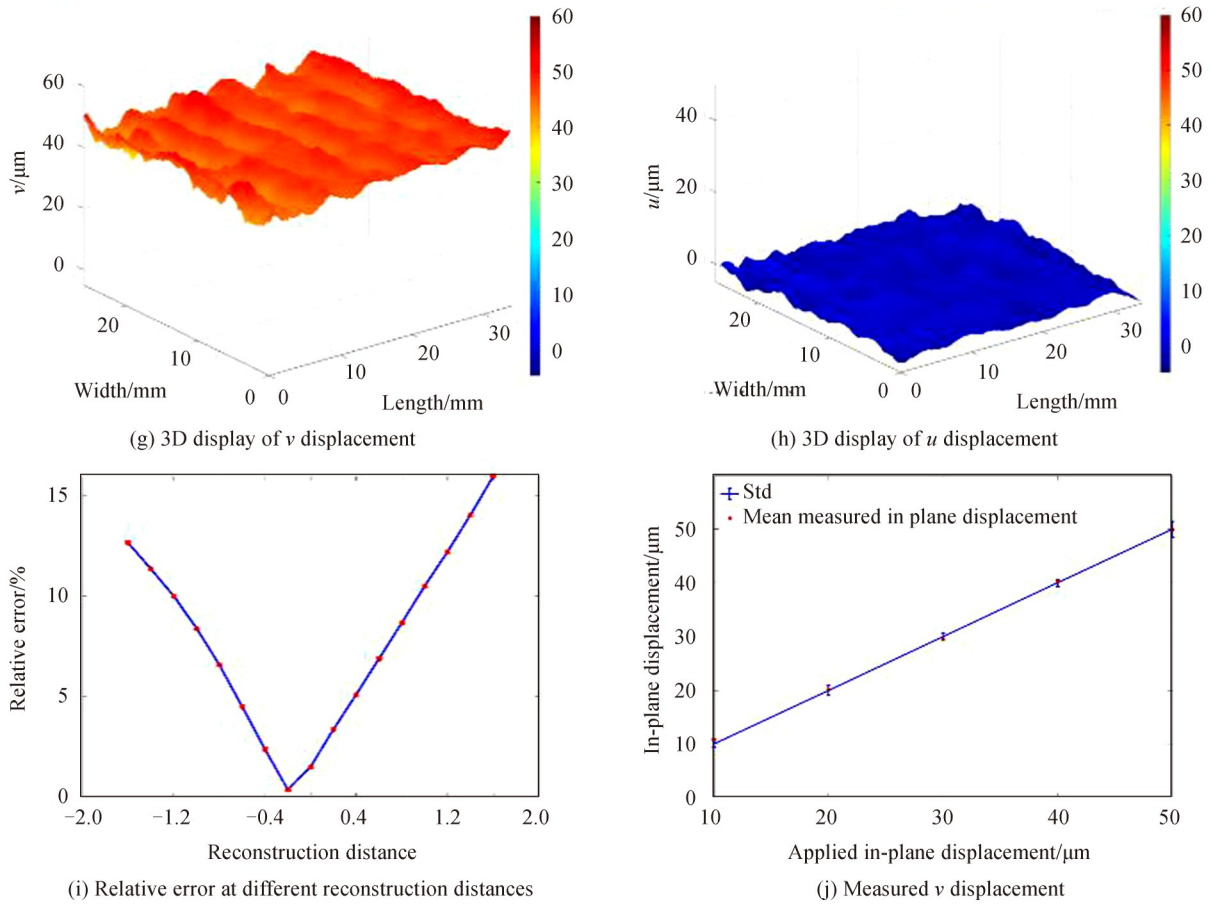 60
50
40
30
20
10
0
60
40
20
0
v/μm
20
10
0
0
10
20
30
Width/mm
Length/mm
(g) 3D display of v displacement
60
50
40
30
20
10
0
40
20
0
u/μm
20
10
0
0
10
20
30
Width/mm
Length/mm
(h) 3D display of u displacement
15
10
5
0
Relative error/%
−2.0 −1.2 −0.4 0.4 1.2 2.0
Reconstruction distance
(i) Relative error at different reconstruction distances
Std
Mean measured in plane displacement
50
40
30
20
10
0
In-plane displacement/μm
10 20 30 40 50
Applied in-plane displacement/μm
(j) Measured v displacement